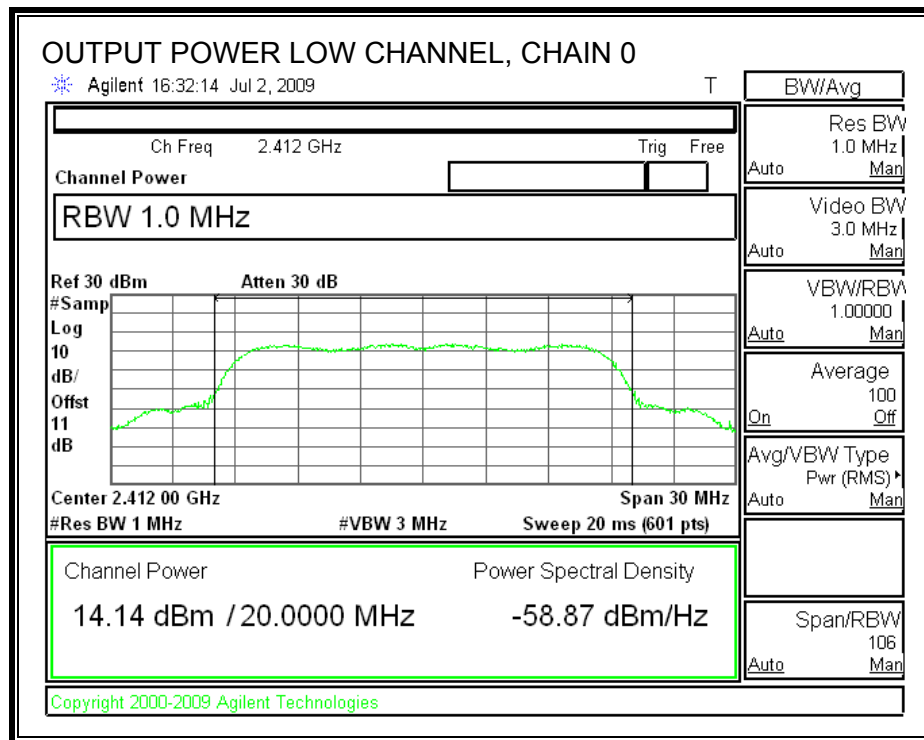 OUTPUT POWER LOW CHANNEL, CHAIN 0
Agilent 16:32:14 Jul 2, 2009 T
BW/Avg
Ch Freq 2.412 GHz Trig Free
Channel Power
RBW 1.0 MHz
Ref 30 dBm Atten 30 dB
#Samp
Log
10
dB/
Offst
11
dB
Center 2.412 00 GHz Span 30 MHz
#Res BW 1 MHz #VBW 3 MHz Sweep 20 ms (601 pts)
Channel Power Power Spectral Density
14.14 dBm / 20.0000 MHz -58.87 dBm/Hz
Res BW
1.0 MHz
Auto Man
Video BW
3.0 MHz
Auto Man
VBW/RBW
1.00000
Auto Man
Average
100
On Off
Avg/VBW Type
Pwr (RMS)
Auto Man
Span/RBW
106
Auto Man
Copyright 2000-2009 Agilent Technologies